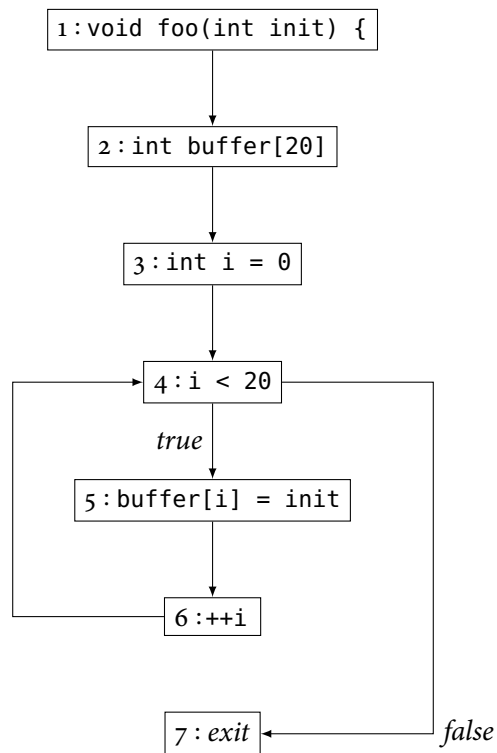 1:void foo(int init) {
2:int buffer[20]
3:int i = 0
4:i < 20
true
5:buffer[i] = init
6:++i
7:exit
false